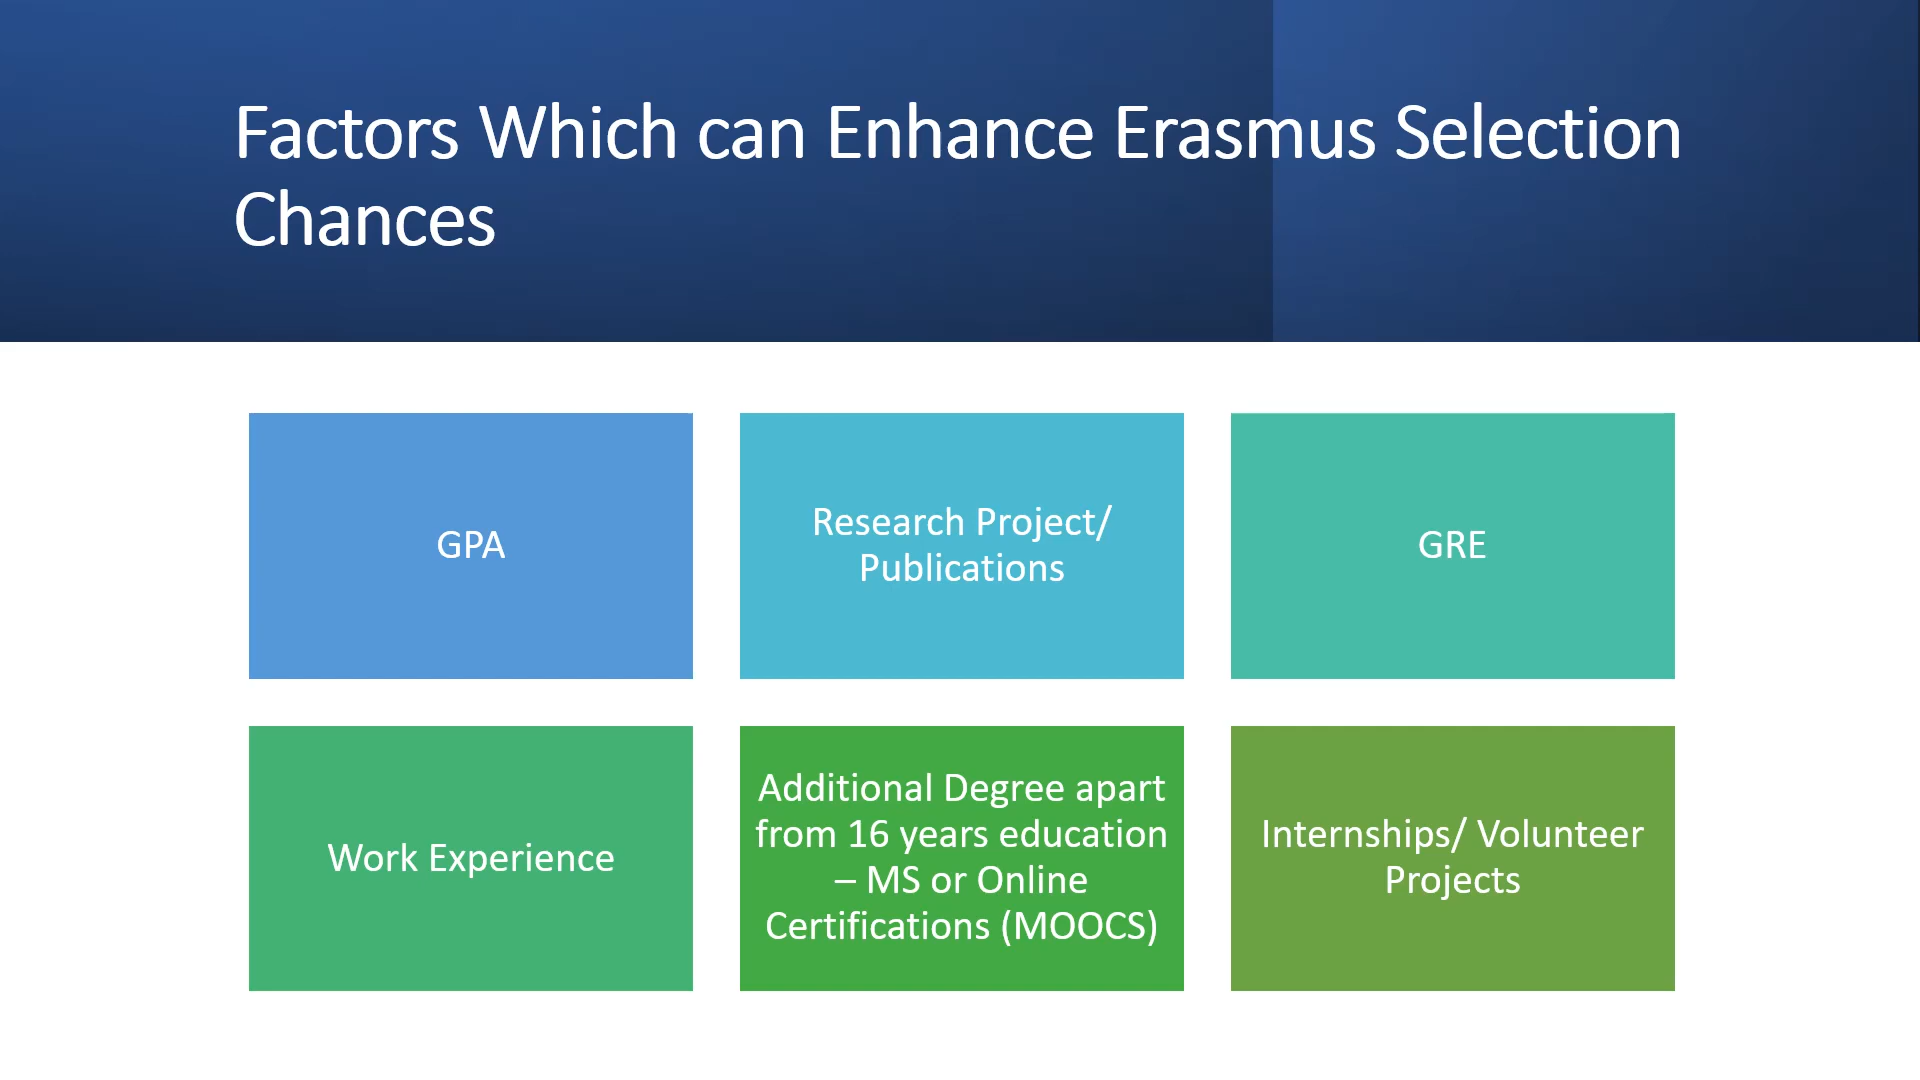 Factors Which can Enhance Erasmus Selection
Chances
GPA
Research Project/
Publications
GRE
Work Experience
Additional Degree apart
from 16 years education
– MS or Online
Certifications (MOOCS)
Internships/ Volunteer
Projects